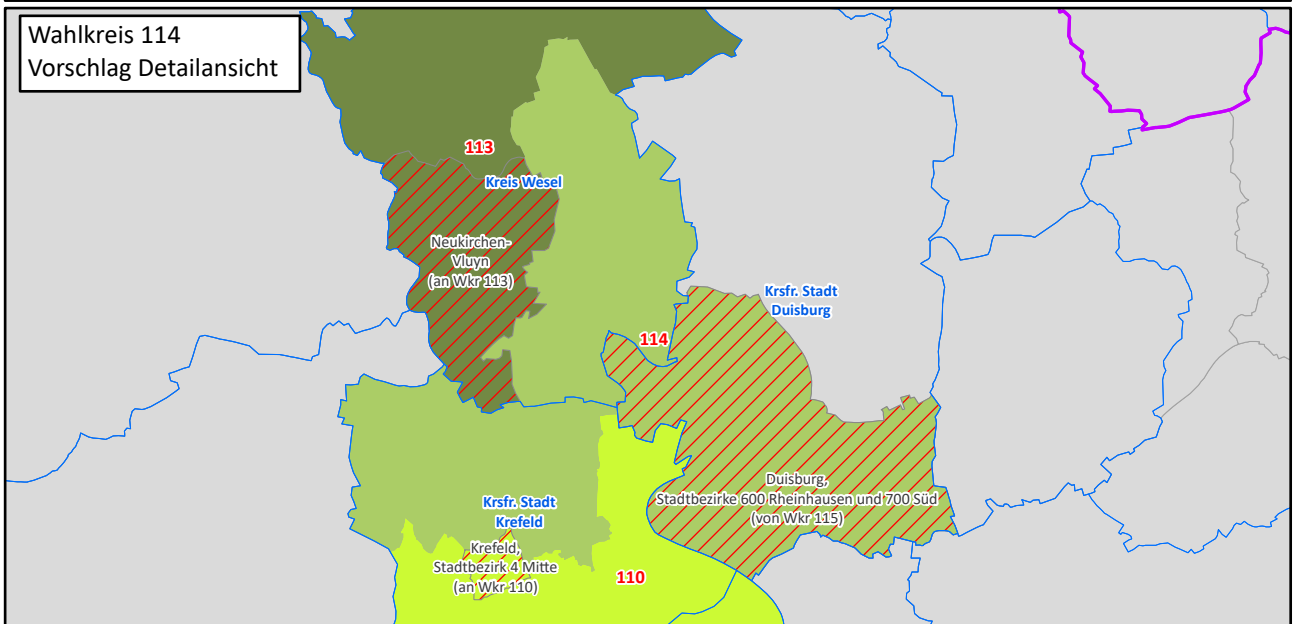 Wahlkreis 114
Vorschlag Detailansicht
113
Kreis Wesel
Neukirchen-
Vluyn
(an Wkr 113)
Krsfr. Stadt
Duisburg
114
Duisburg,
Stadtbezirke 600 Rheinhausen und 700 Süd
(von Wkr 115)
Krsfr. Stadt
Krefeld
Krefeld,
Stadtbezirk 4 Mitte
(an Wkr 110)
110